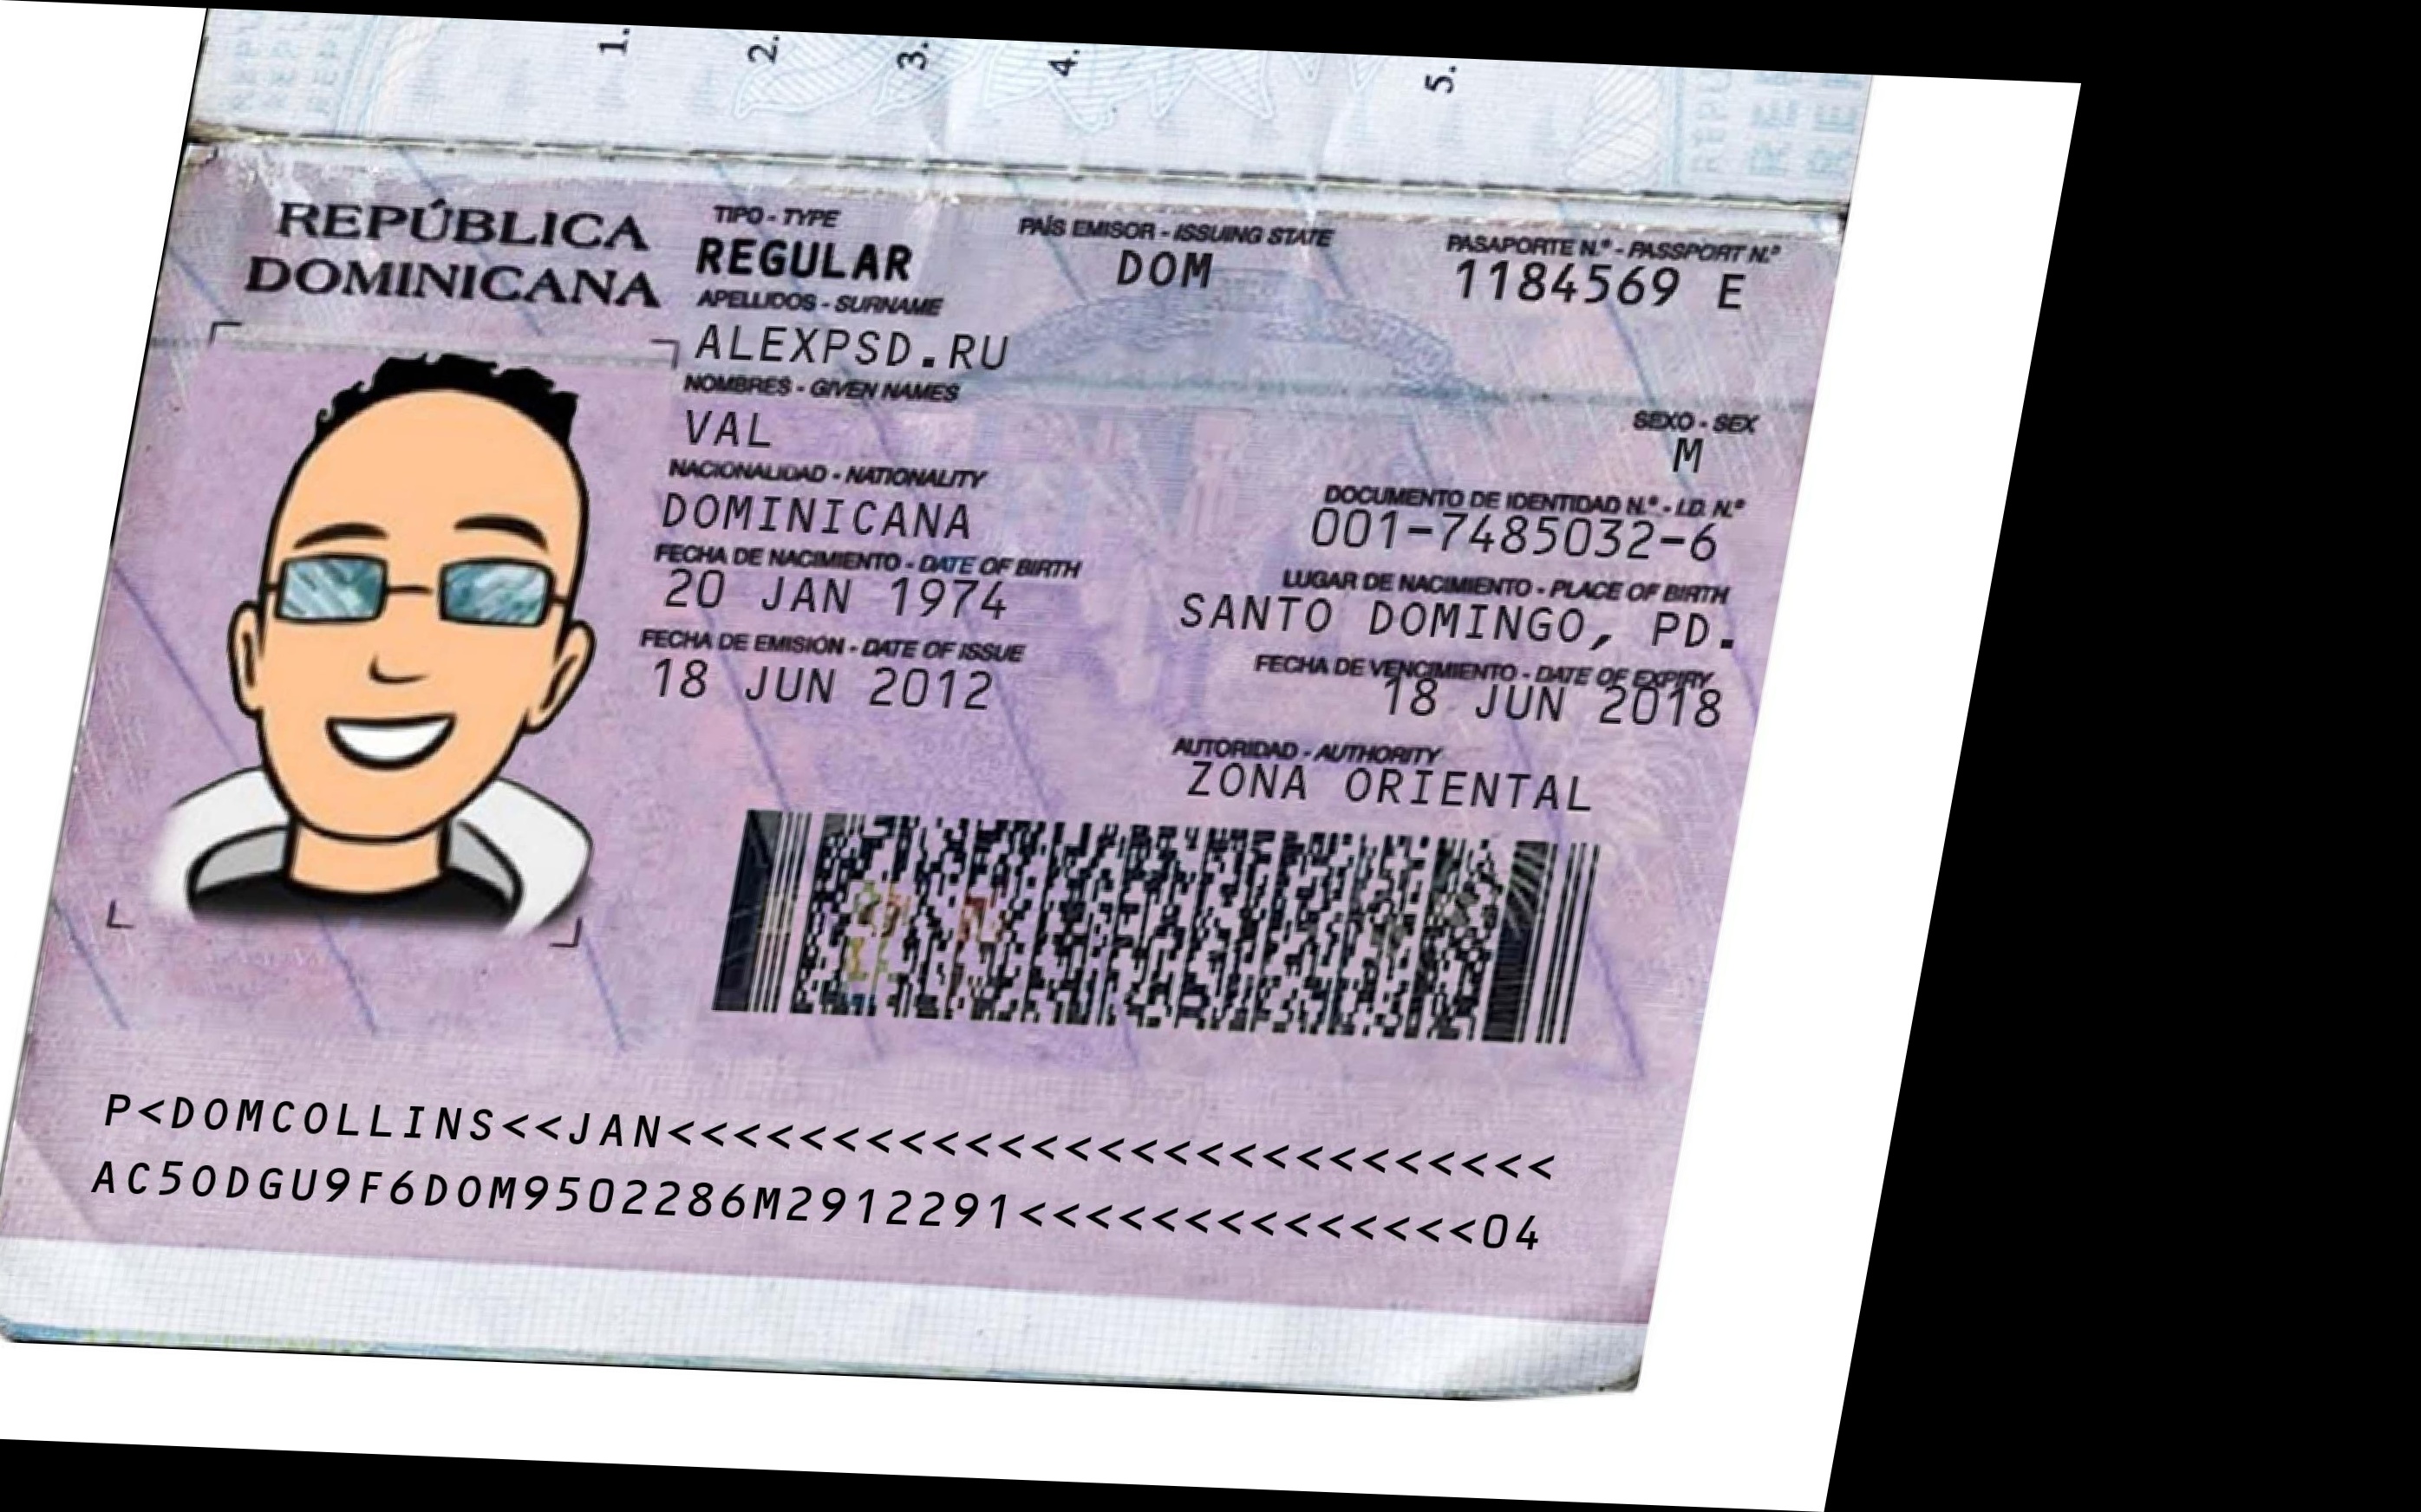 1. 2. 3. 4. 5.
REPÚBLICA
DOMINICANA
TIPO - TYPE
REGULAR
PAÍS EMISOR - ISSUING STATE
DOM
PASAPORTE N.º - PASSPORT N.º
1184569 E
APELLIDOS - SURNAME
ALEXPSD.RU
NOMBRES - GIVEN NAMES
VAL
SEXO - SEX
M
NACIONALIDAD - NATIONALITY
DOMINICANA
DOCUMENTO DE IDENTIDAD N.º - I.D. N.º
001-7485032-6
FECHA DE NACIMIENTO - DATE OF BIRTH
20 JAN 1974
LUGAR DE NACIMIENTO - PLACE OF BIRTH
SANTO DOMINGO, PD.
FECHA DE EMISIÓN - DATE OF ISSUE
18 JUN 2012
FECHA DE VENCIMIENTO - DATE OF EXPIRY
18 JUN 2018
AUTORIDAD - AUTHORITY
ZONA ORIENTAL
P<DOMCOLLINS<<JAN<<<<<<<<<<<<<<<<<<<<<<<<<<<
AC50DGU9F6DOM9502286M2912291<<<<<<<<<<<<<<04